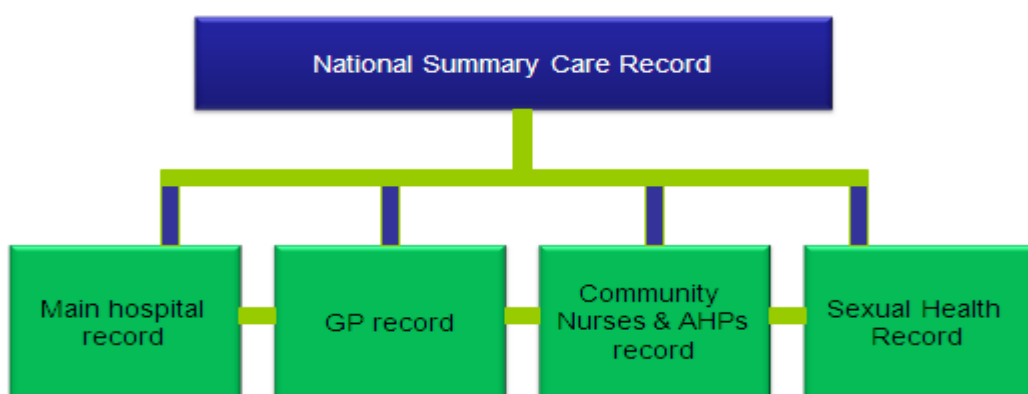 National Summary Care Record
Main hospital
record
GP record
Community
Nurses & AHPs
record
Sexual Health
Record